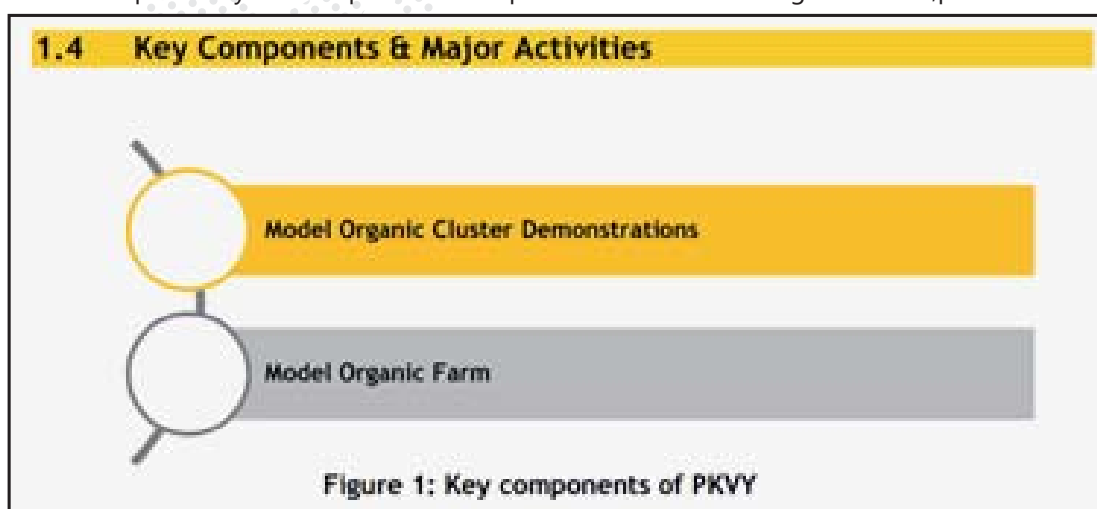 1.4 Key Components & Major Activities
Model Organic Cluster Demonstrations
Model Organic Farm
Figure 1: Key components of PKVY